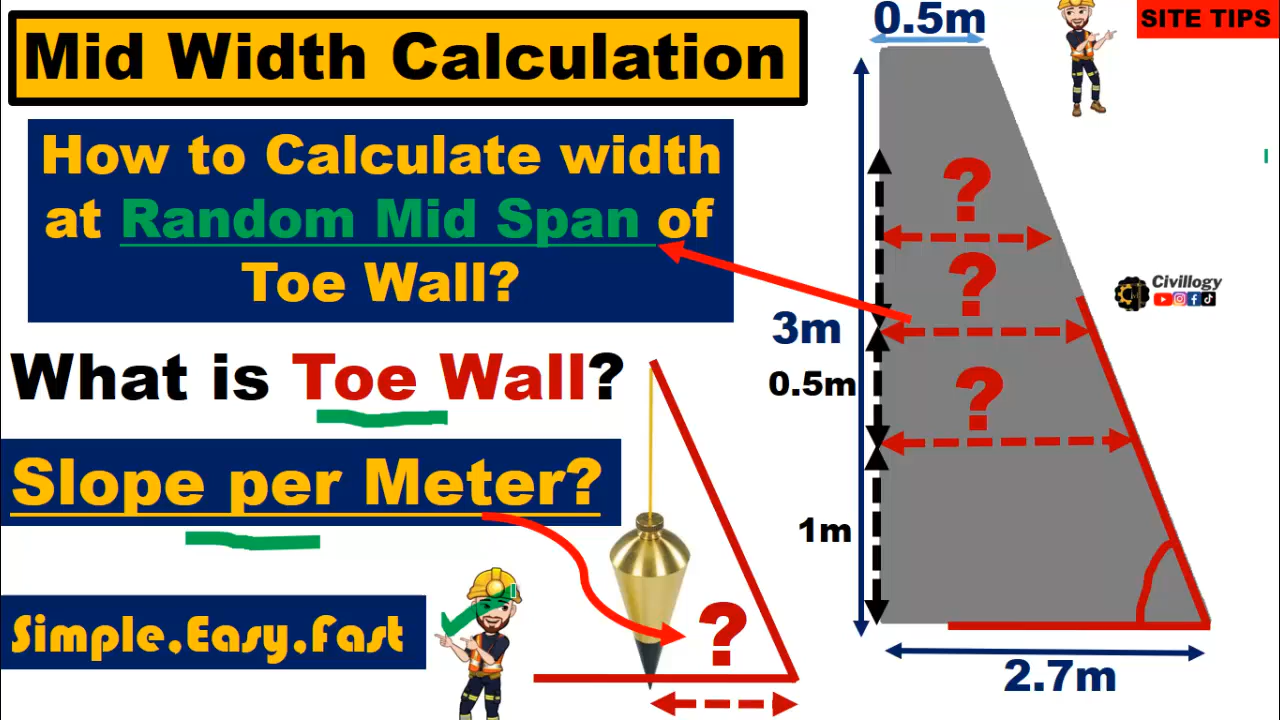 Mid Width Calculation
0.5m
SITE TIPS
How to Calculate width
at Random Mid Span of
Toe Wall?
?
?
Civillogy
3m
0.5m
?
What is Toe Wall?
Slope per Meter?
1m
Simple.Easy.Fast
?
2.7m